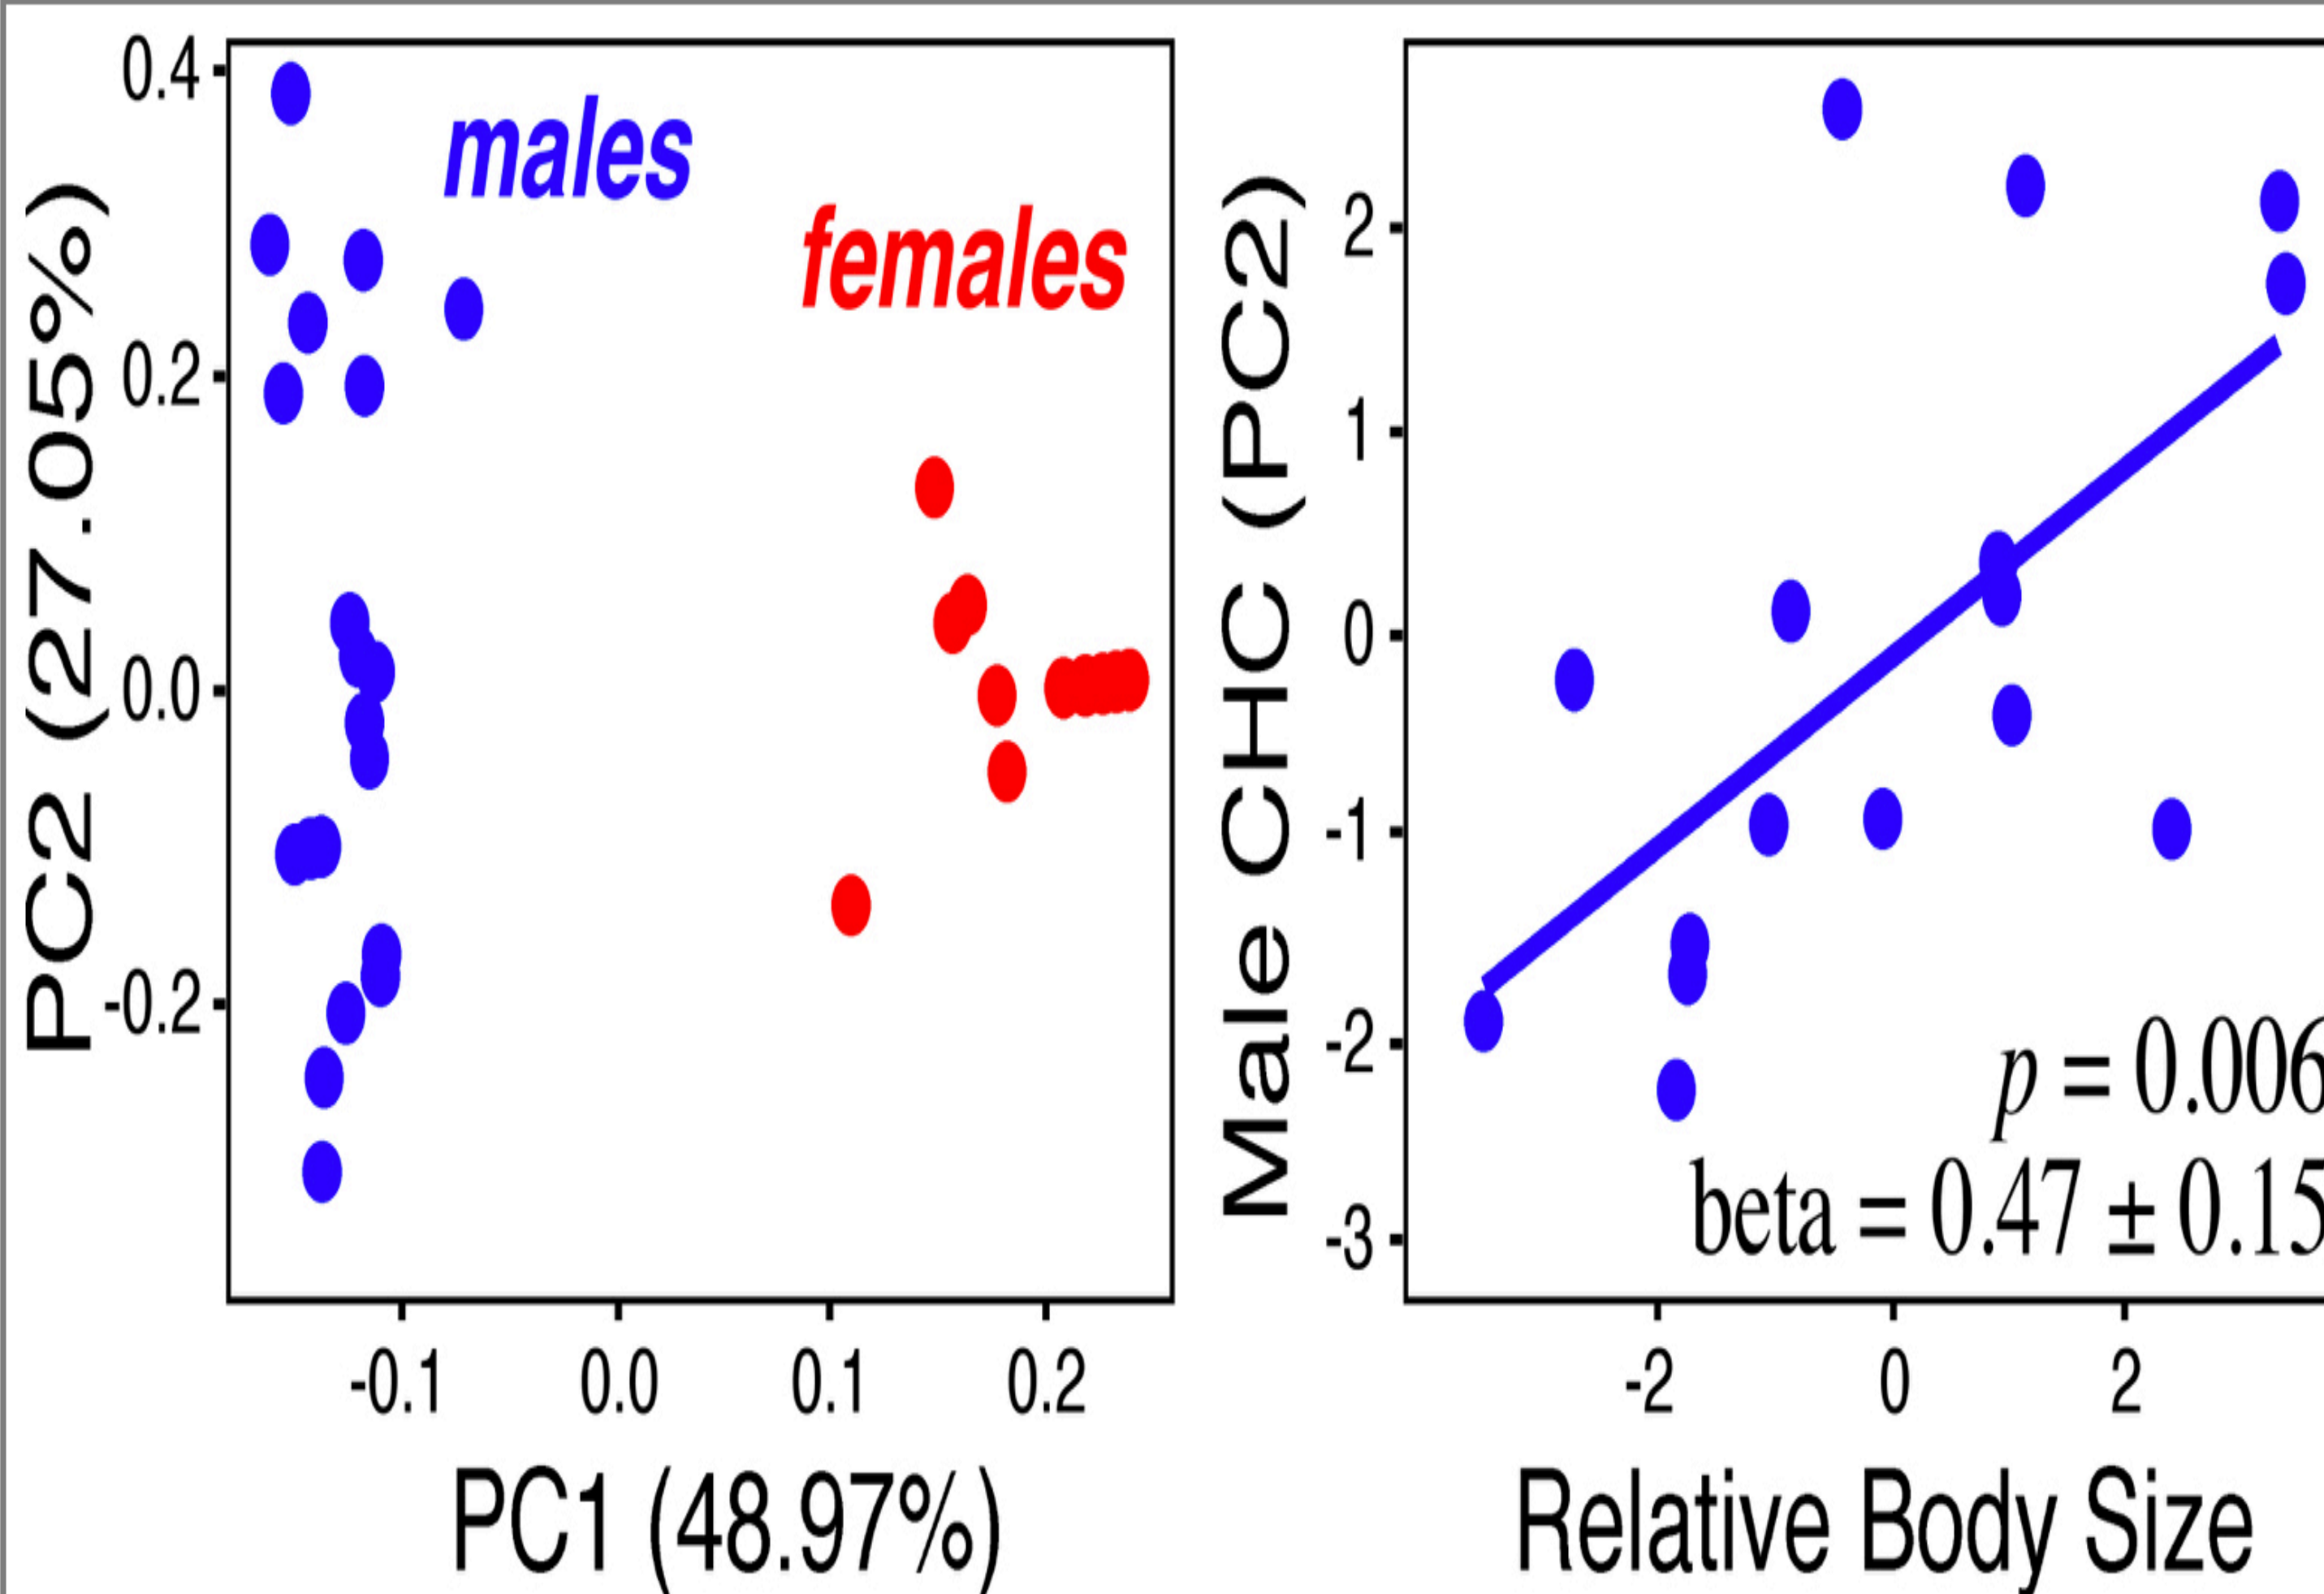 PC2 (27.05%)
0.4
0.2
0.0
-0.2
males
females
-0.1
0.0
0.1
0.2
PC1 (48.97%)
Male CHC (PC2)
2
1
0
-1
-2
-3
p = 0.006
beta = 0.47 ± 0.15
-2
0
2
Relative Body Size